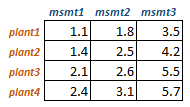 msmt1 msmt2 msmt3
plant1 1.1 1.8 3.5
plant2 1.4 2.5 4.2
plant3 2.1 2.6 5.5
plant4 2.4 3.1 5.7